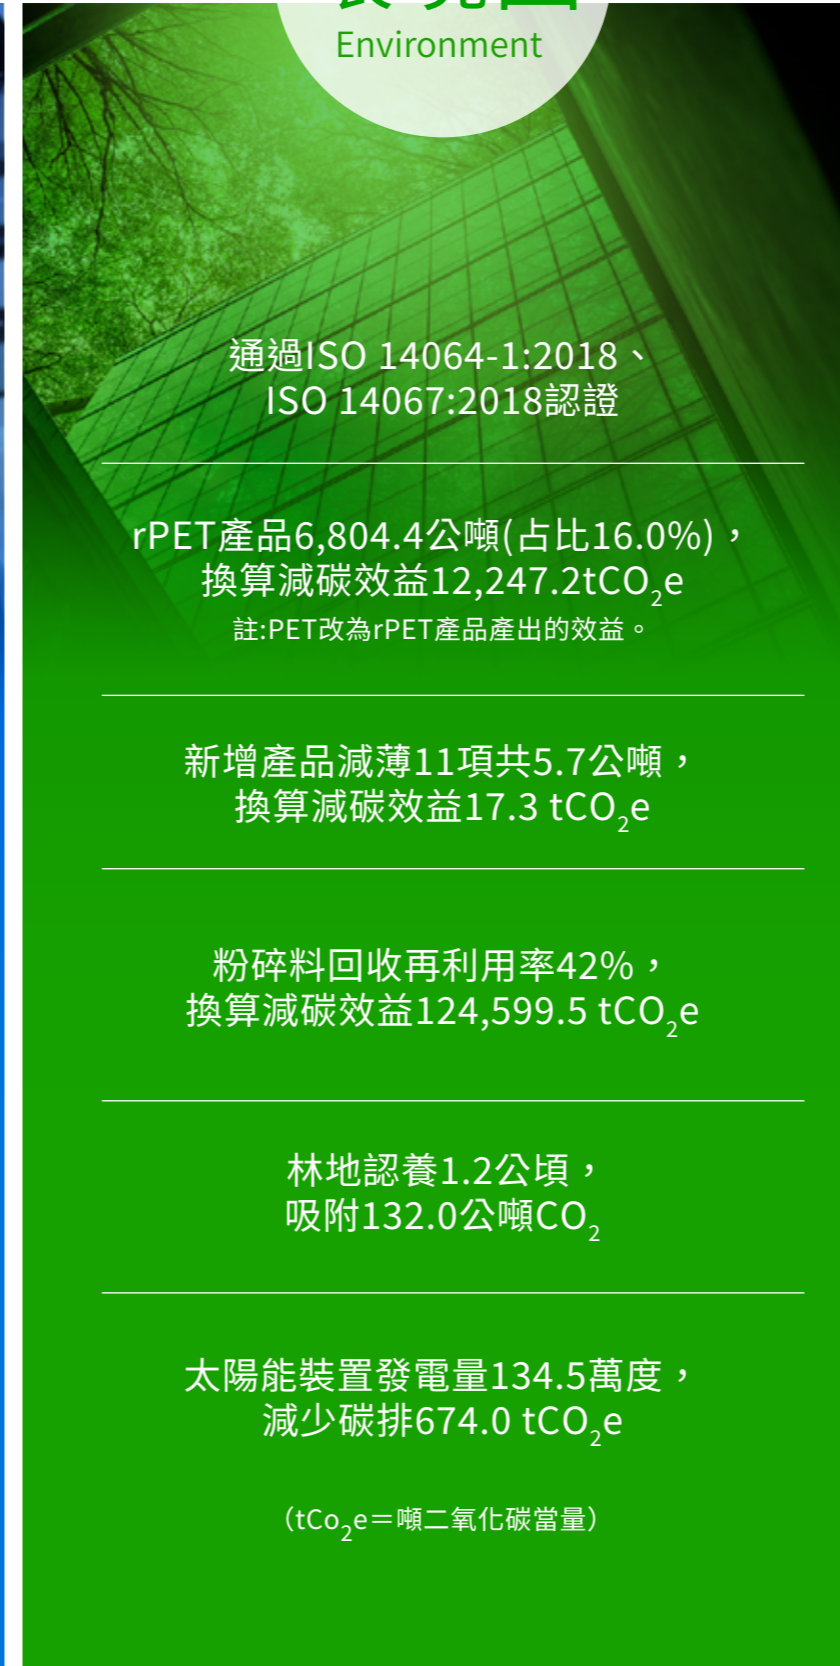 Environment
通過ISO 14064-1:2018、
ISO 14067:2018認證
rPET產品6,804.4公噸(占比16.0%)，
換算減碳效益12,247.2tCO₂e
註:PET改為rPET產品產出的效益。
新增產品減薄11項共5.7公噸，
換算減碳效益17.3 tCO₂e
粉碎料回收再利用率42%，
換算減碳效益124,599.5 tCO₂e
林地認養1.2公頃，
吸附132.0公噸CO₂
太陽能裝置發電量134.5萬度，
減少碳排674.0 tCO₂e
（tCo₂e＝噸二氧化碳當量）